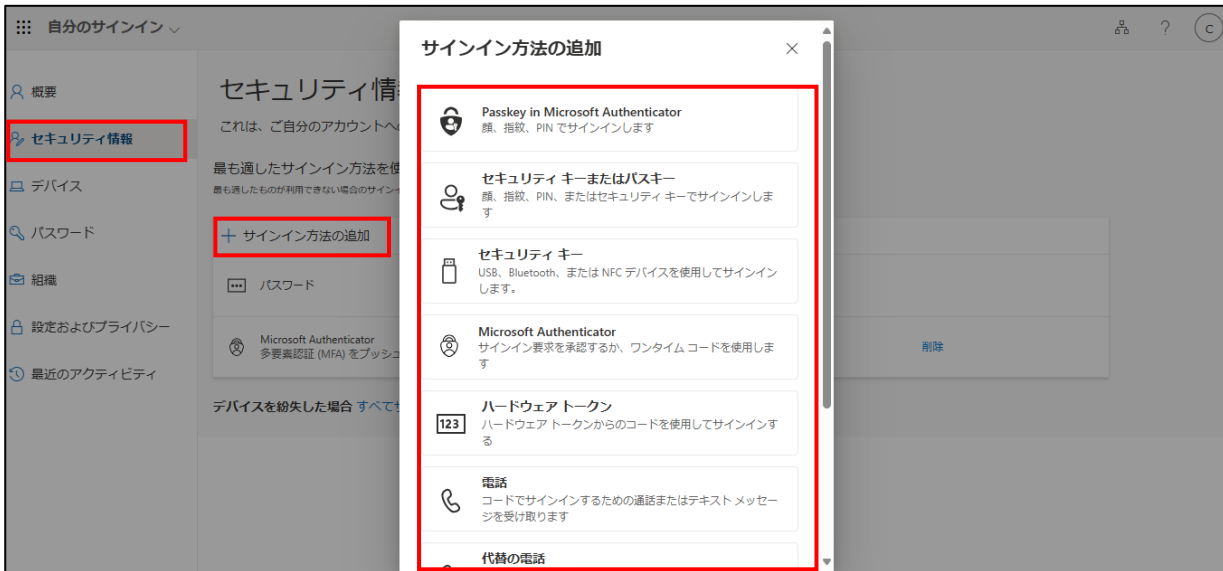 自分のサインイン
?
C
概要
セキュリティ情報
デバイス
パスワード
組織
設定およびプライバシー
最近のアクティビティ
セキュリティ情
これは、ご自分のアカウントへ
最も適したサインイン方法を使
最も適したものが利用できない場合のサインイ
+ サインイン方法の追加
パスワード
Microsoft Authenticator
多要素認証 (MFA) をプッシュ
削除
デバイスを紛失した場合 すべて
サインイン方法の追加
Passkey in Microsoft Authenticator
顔、指紋、PIN でサインインします
セキュリティ キーまたはパスキー
顔、指紋、PIN、またはセキュリティ キーでサインインしま
す
セキュリティ キー
USB、Bluetooth、または NFC デバイスを使用してサインイン
します。
Microsoft Authenticator
サインイン要求を承認するか、ワンタイム コードを使用しま
す
123
ハードウェア トークン
ハードウェア トークンからのコードを使用してサインインす
る
電話
コードでサインインするための通話またはテキスト メッセー
ジを受け取ります
代替の電話